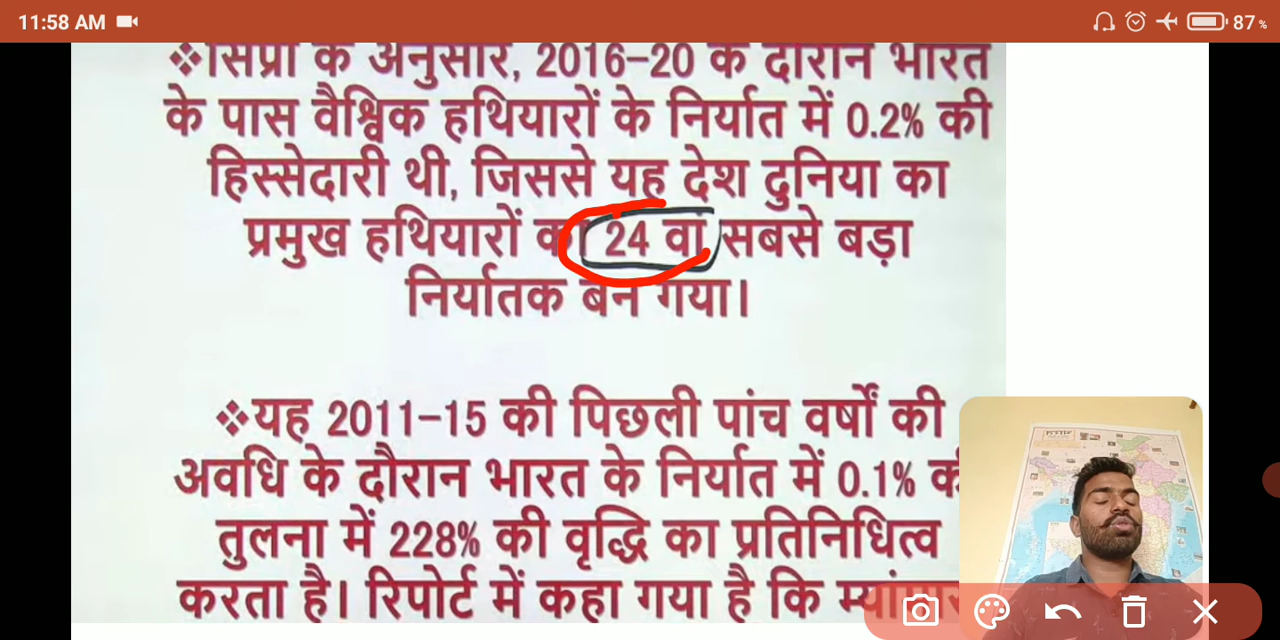 11:58 AM
87%
❖सिप्री के अनुसार, 2016–20 के दौरान भारत
के पास वैश्विक हथियारों के निर्यात में 0.2% की
हिस्सेदारी थी, जिससे यह देश दुनिया का
प्रमुख हथियारों का 24 वां सबसे बड़ा
निर्यातक बन गया।
❖यह 2011–15 की पिछली पांच वर्षों की
अवधि के दौरान भारत के निर्यात में 0.1% की
तुलना में 228% की वृद्धि का प्रतिनिधित्व
करता है। रिपोर्ट में कहा गया है कि म्यांमार